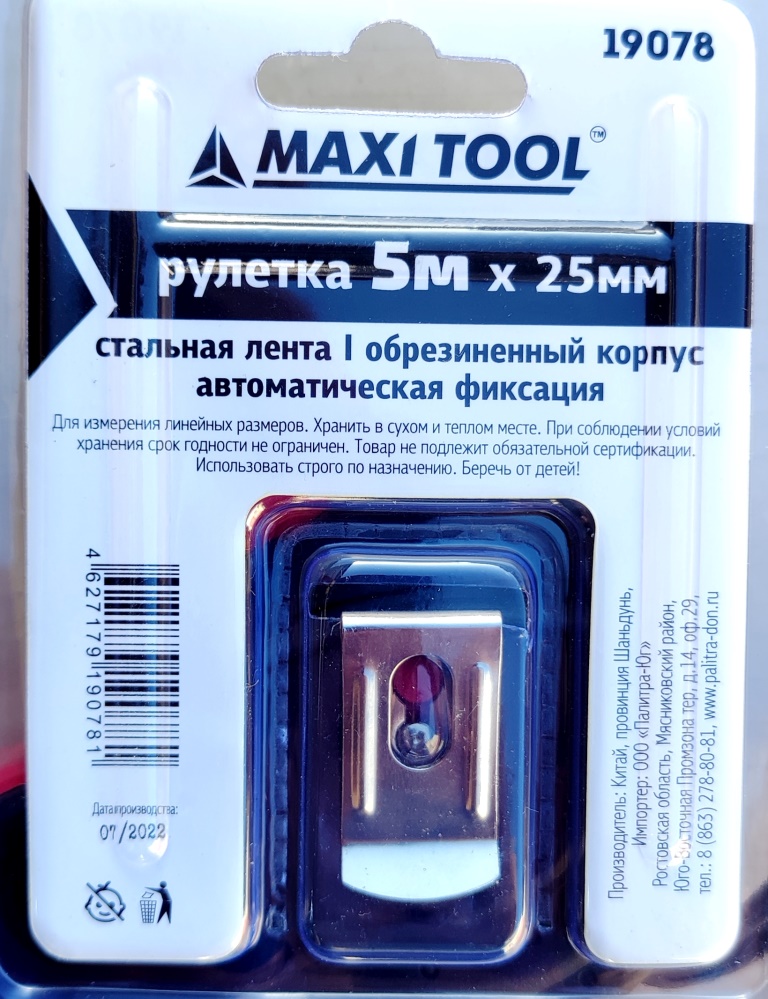 19078
MAXI TOOL™
рулетка 5м х 25мм
стальная лента | обрезиненный корпус
автоматическая фиксация
Для измерения линейных размеров. Хранить в сухом и теплом месте. При соблюдении условий
хранения срок годности не ограничен. Товар не подлежит обязательной сертификации.
Использовать строго по назначению. Беречь от детей!
4 627179 190781
Дата производства:
07/2022
Производитель: Китай, провинция Шаньдунь,
Импортер: ООО «Палитра-Юг»
Ростовская область, Мясниковский район,
Юго-Восточная Промзона тер, д.14, оф.29,
тел.: 8 (863) 278-80-81, www.palitra-don.ru